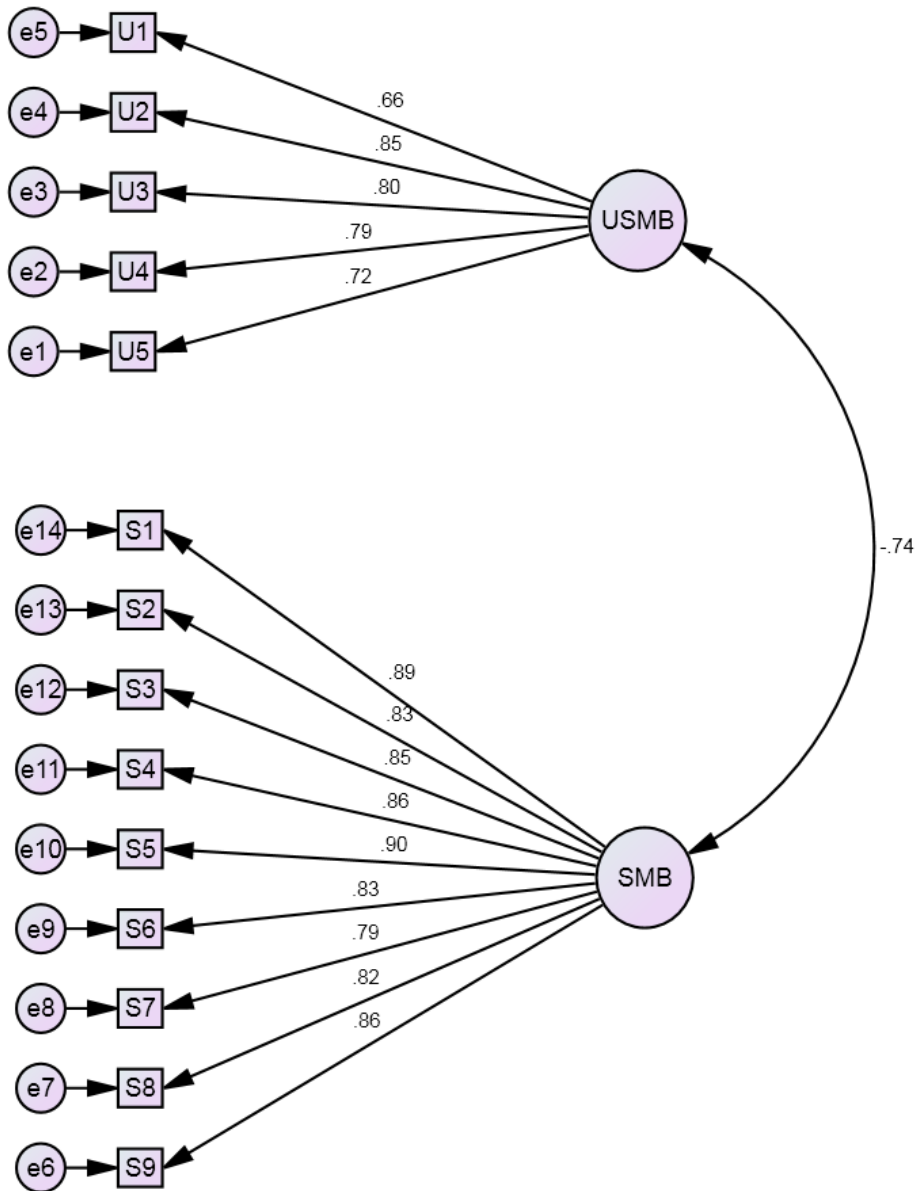 e5 U1
.66
e4 U2
.85
e3 U3
.80
USMB
e2 U4
.79
e1 U5
.72
e14 S1
-.74
e13 S2
.89
e12 S3
.83
.85
e11 S4
.86
e10 S5
.90
SMB
e9 S6
.83
.79
e8 S7
.82
.86
e7 S8
e6 S9